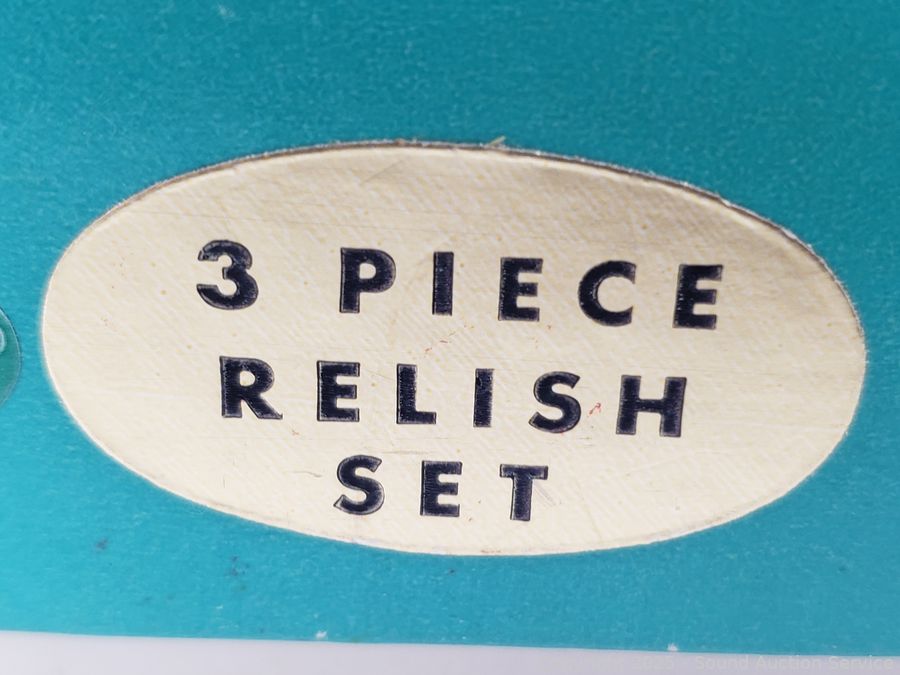 3 PIECE
RELISH
SET
2025 - Sound Auction Service